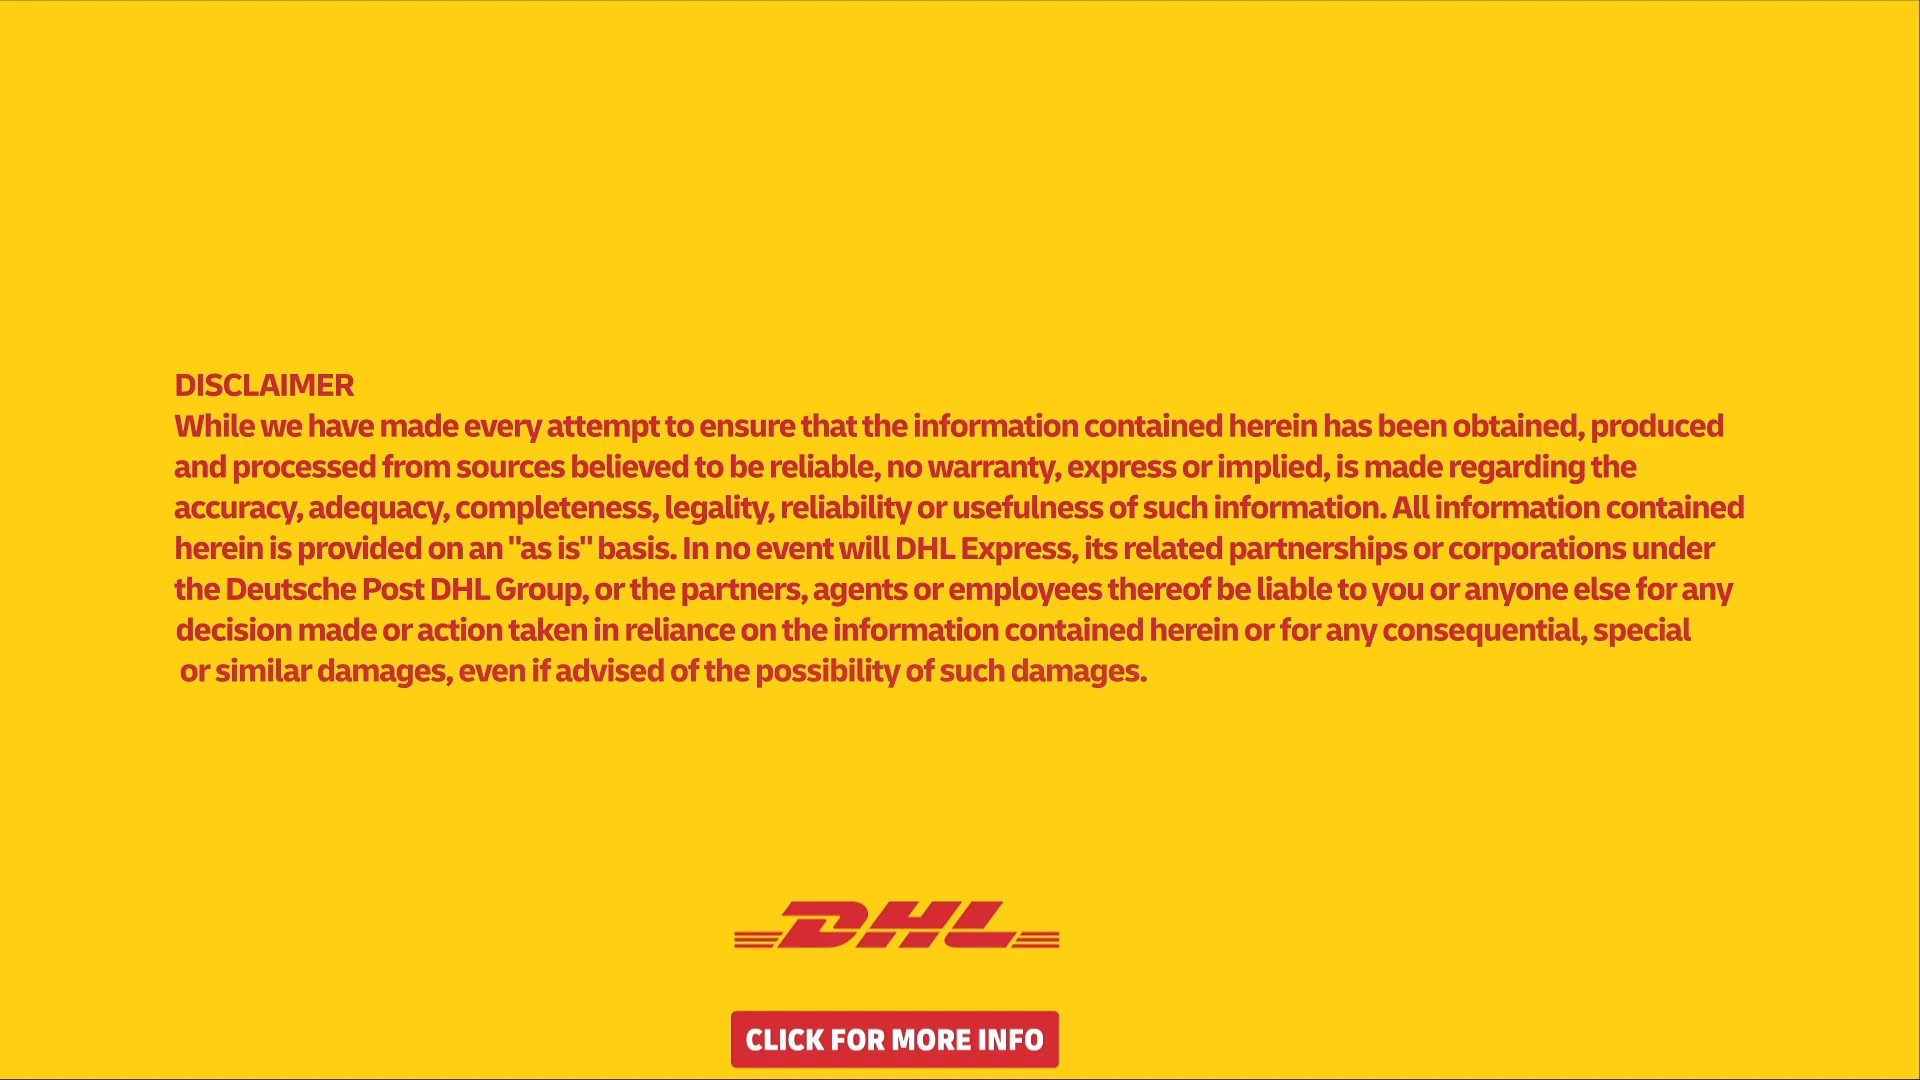 DISCLAIMER
While we have made every attempt to ensure that the information contained herein has been obtained, produced
and processed from sources believed to be reliable, no warranty, express or implied, is made regarding the
accuracy, adequacy, completeness, legality, reliability or usefulness of such information. All information contained
herein is provided on an "as is" basis. In no event will DHL Express, its related partnerships or corporations under
the Deutsche Post DHL Group, or the partners, agents or employees thereof be liable to you or anyone else for any
decision made or action taken in reliance on the information contained herein or for any consequential, special
or similar damages, even if advised of the possibility of such damages.
DHL
CLICK FOR MORE INFO